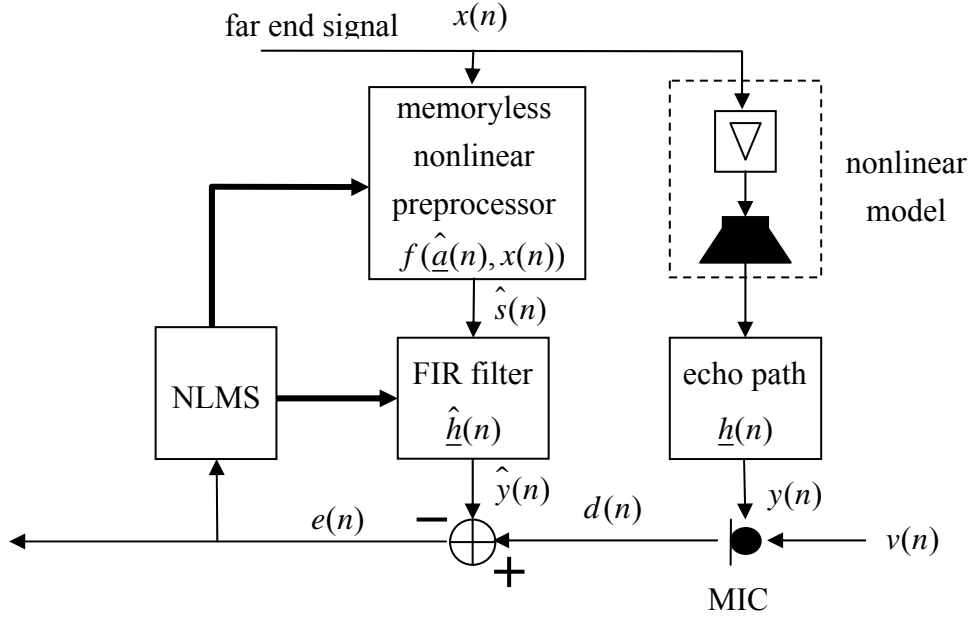 far end signal
x(n)
memoryless
nonlinear
preprocessor
f(â(n), x(n))
nonlinear
model
ŝ(n)
NLMS
FIR filter
ĥ(n)
echo path
h(n)
ŷ(n)
y(n)
e(n)
−
+
d(n)
v(n)
MIC